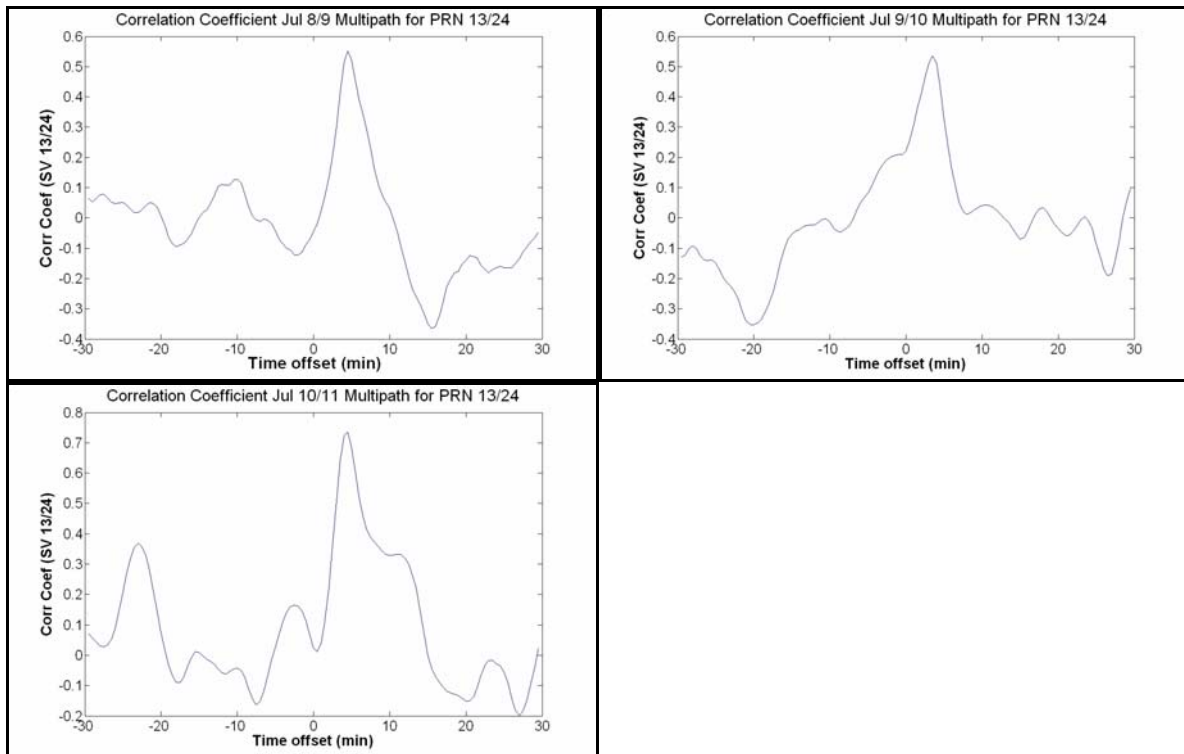 Correlation Coefficient Jul 8/9 Multipath for PRN 13/24
0.6
0.5
0.4
0.3
0.2
0.1
0
-0.1
-0.2
-0.3
-0.4
Corr Coef (SV 13/24)
-30 -20 -10 0 10 20 30
Time offset (min)
Correlation Coefficient Jul 9/10 Multipath for PRN 13/24
0.6
0.5
0.4
0.3
0.2
0.1
0
-0.1
-0.2
-0.3
-0.4
Corr Coef (SV 13/24)
-30 -20 -10 0 10 20 30
Time offset (min)
Correlation Coefficient Jul 10/11 Multipath for PRN 13/24
0.8
0.7
0.6
0.5
0.4
0.3
0.2
0.1
0
-0.1
-0.2
Corr Coef (SV 13/24)
-30 -20 -10 0 10 20 30
Time offset (min)